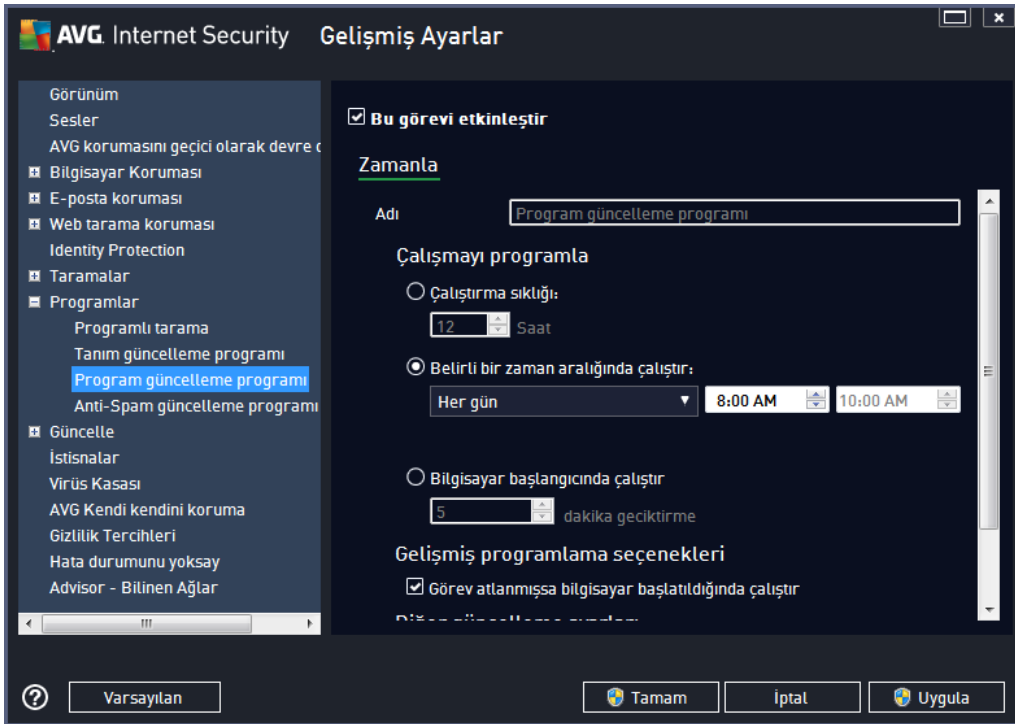 AVG. Internet Security Gelişmiş Ayarlar
Görünüm
Sesler
AVG korumasını geçici olarak devre
Bilgisayar Koruması
E-posta koruması
Web tarama koruması
Identity Protection
Taramalar
Programlar
Programlı tarama
Tanım güncelleme programı
Program güncelleme programı
Anti-Spam güncelleme programı
Güncelle
İstisnalar
Virüs Kasası
AVG Kendi kendini koruma
Gizlilik Tercihleri
Hata durumunu yoksay
Advisor - Bilinen Ağlar
Bu görevi etkinleştir
Zamanla
Adı Program güncelleme programı
Çalışmayı programla
Çalıştırma sıklığı:
12 Saat
Belirli bir zaman aralığında çalıştır:
Her gün 8:00 AM 10:00 AM
Bilgisayar başlangıcında çalıştır
5 dakika geciktirme
Gelişmiş programlama seçenekleri
Görev atlanmışsa bilgisayar başlatıldığında çalıştır
Diğer güncelleme ayarları
Varsayılan Tamam İptal Uygula